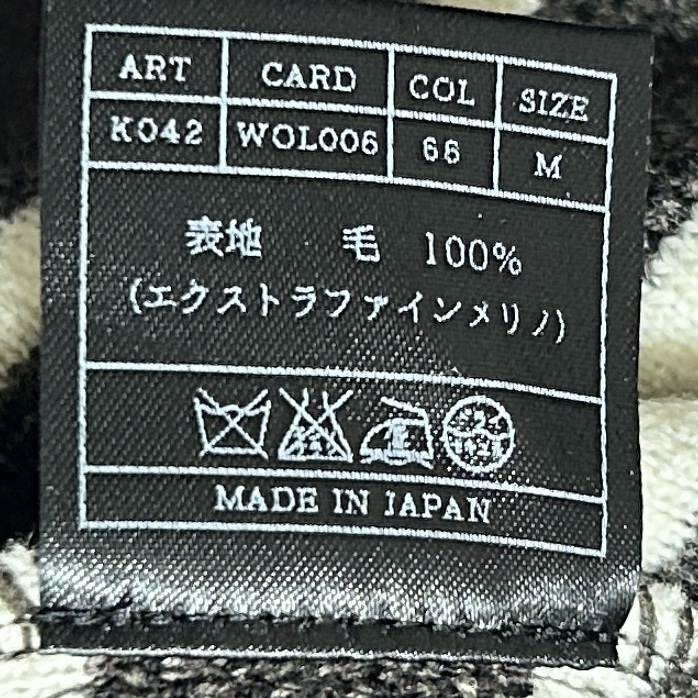 ART CARD COL SIZE
K042 WOL006 66 M
表地 毛 100%
(エクストラファインメリノ)
MADE IN JAPAN